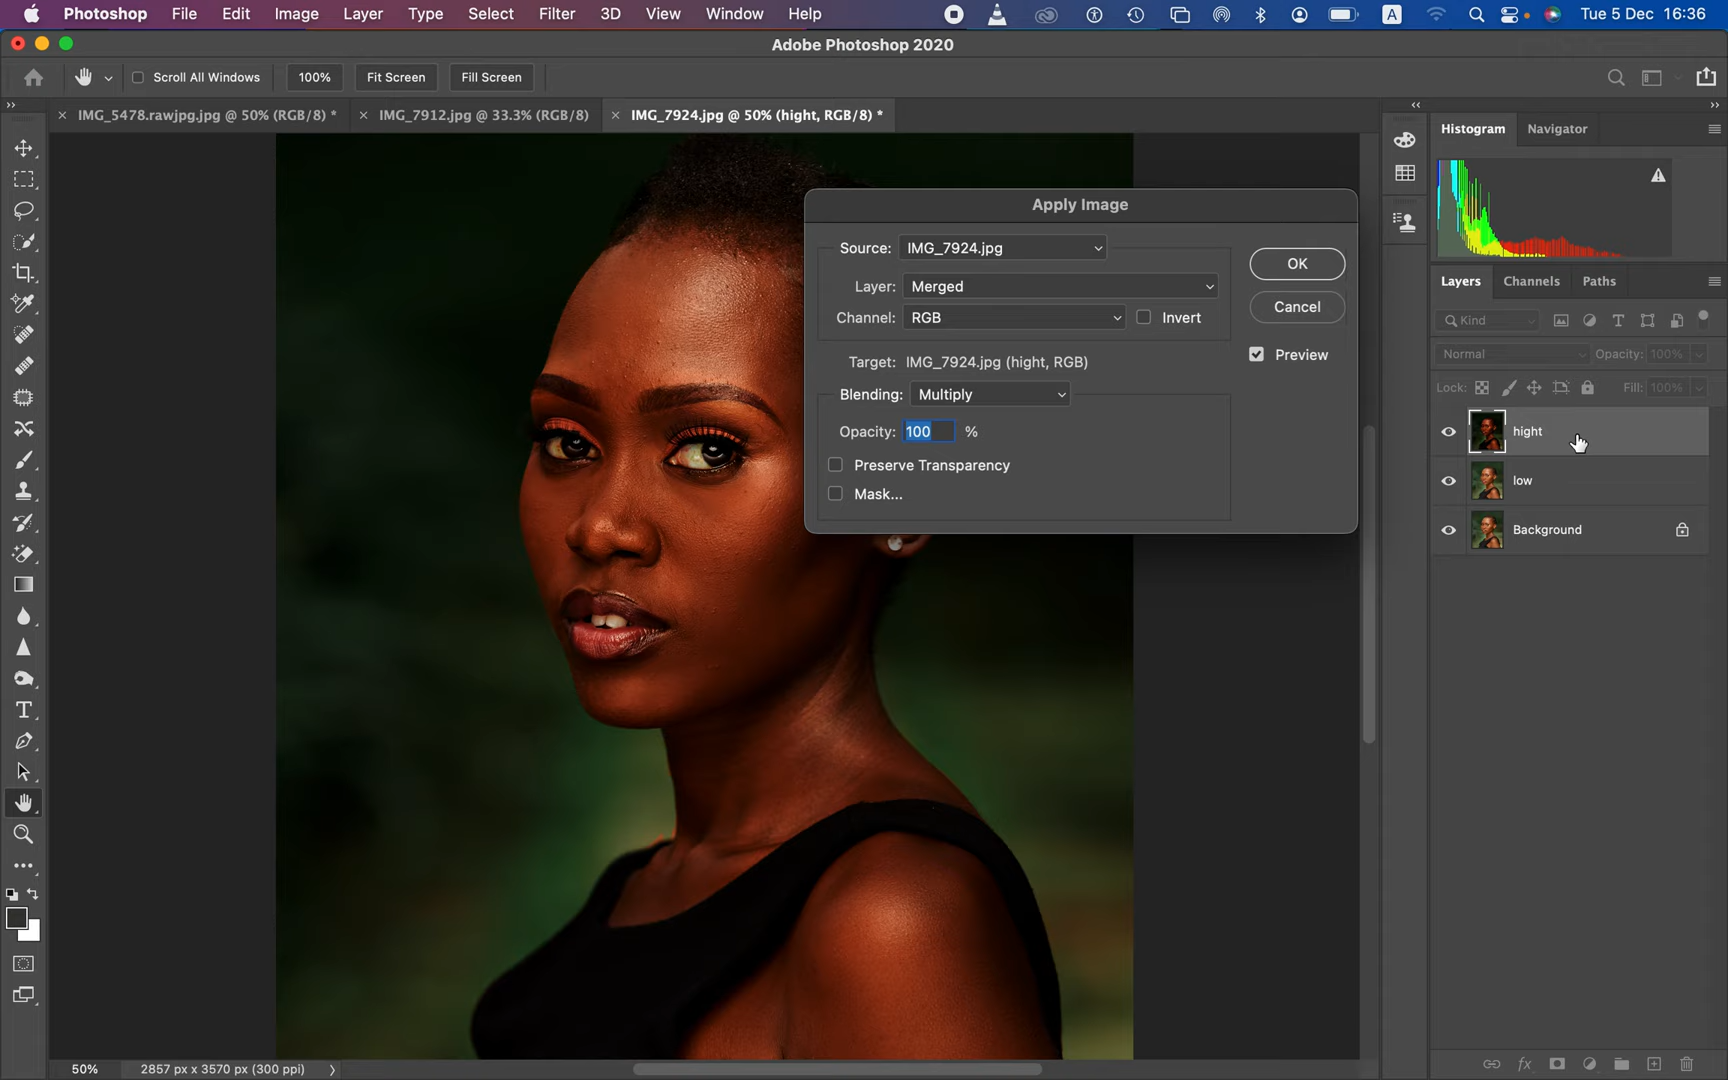 Photoshop File Edit Image Layer Type Select Filter 3D View Window Help A Tue 5 Dec 16:36
Adobe Photoshop 2020
Scroll All Windows 100% Fit Screen Fill Screen
IMG_5478.rawjpg.jpg @ 50% (RGB/8) * IMG_7912.jpg @ 33.3% (RGB/8) IMG_7924.jpg @ 50% (hight, RGB/8) *
Histogram Navigator
Apply Image
Source: IMG_7924.jpg
OK
Layer: Merged
Cancel
Channel: RGB Invert
Preview
Target: IMG_7924.jpg (hight, RGB)
Blending: Multiply
Opacity: 100 %
Preserve Transparency
Mask...
Layers Channels Paths
Kind
Normal Opacity: 100%
Lock: Fill: 100%
hight
low
Background
50% 2857 px x 3570 px (300 ppi)